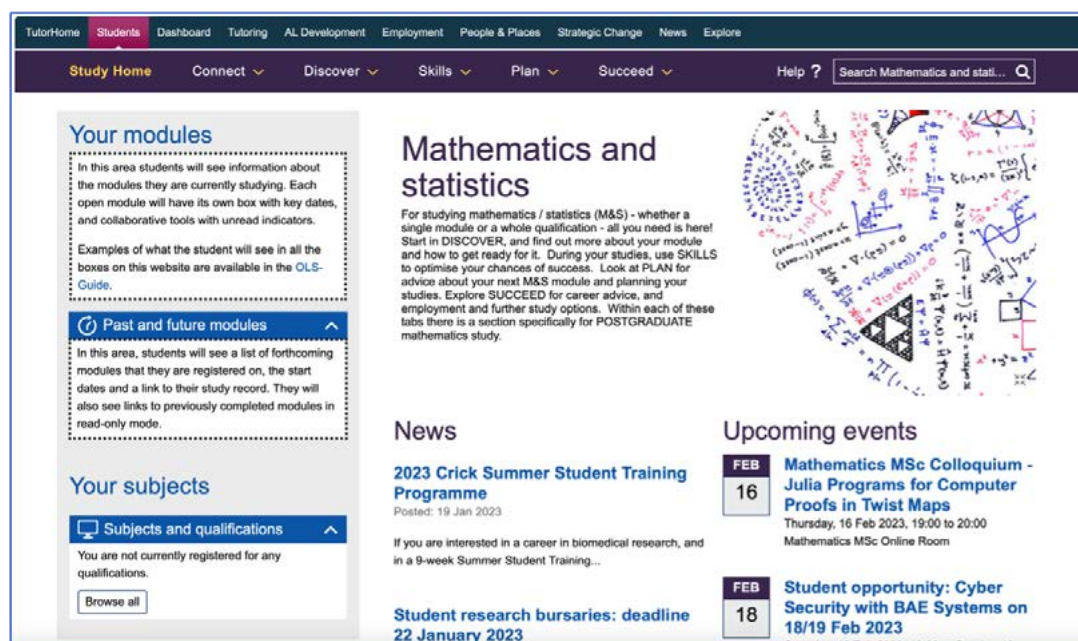 TutorHome Students Dashboard Tutoring AL Development Employment People & Places Strategic Change News Explore
Study Home Connect Discover Skills Plan Succeed Help ? Search Mathematics and stati...
Your modules
In this area students will see information about
the modules they are currently studying. Each
open module will have its own box with key dates,
and collaborative tools with unread indicators.
Examples of what the student will see in all the
boxes on this website are available in the OLS-
Guide.
Past and future modules
In this area, students will see a list of forthcoming
modules that they are registered on, the start
dates and a link to their study record. They will
also see links to previously completed modules in
read-only mode.
Your subjects
Subjects and qualifications
You are not currently registered for any
qualifications.
Browse all
Mathematics and
statistics
For studying mathematics / statistics (M&S) - whether a
single module or a whole qualification - all you need is here!
Start in DISCOVER, and find out more about your module
and how to get ready for it. During your studies, use SKILLS
to optimise your chances of success. Look at PLAN for
advice about your next M&S module and planning your
studies. Explore SUCCEED for career advice, and
employment and further study options. Within each of these
tabs there is a section specifically for POSTGRADUATE
mathematics study.
News
2023 Crick Summer Student Training
Programme
Posted: 19 Jan 2023
If you are interested in a career in biomedical research, and
in a 9-week Summer Student Training...
Student research bursaries: deadline
22 January 2023
Upcoming events
FEB
16
Mathematics MSc Colloquium -
Julia Programs for Computer
Proofs in Twist Maps
Thursday, 16 Feb 2023, 19:00 to 20:00
Mathematics MSc Online Room
FEB
18
Student opportunity: Cyber
Security with BAE Systems on
18/19 Feb 2023